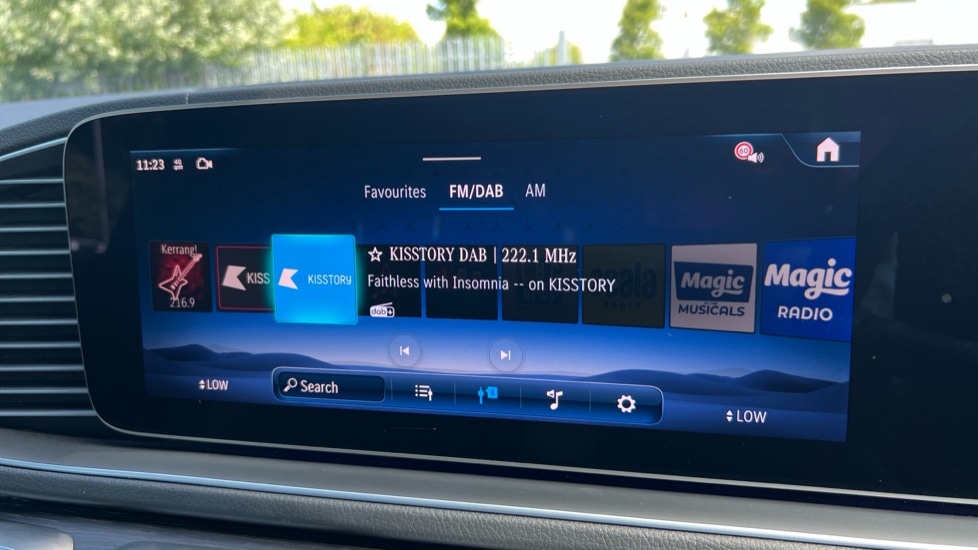 11:23
60
Favourites FM/DAB AM
Kerrang!
216.9
KISS
KISSTORY
KISSTORY DAB | 222.1 MHz
Faithless with Insomnia -- on KISSTORY
dab+
Magic
MUSICALS
Magic
RADIO
LOW
Search
LOW